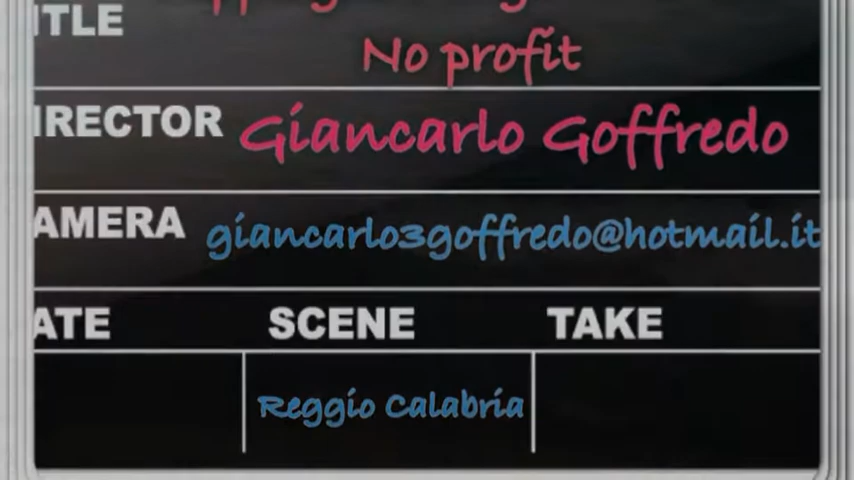 ITLE
No profit
IRECTOR Giancarlo Goffredo
AMERA giancarlo3goffredo@hotmail.it
ATE SCENE TAKE
Reggio Calabria